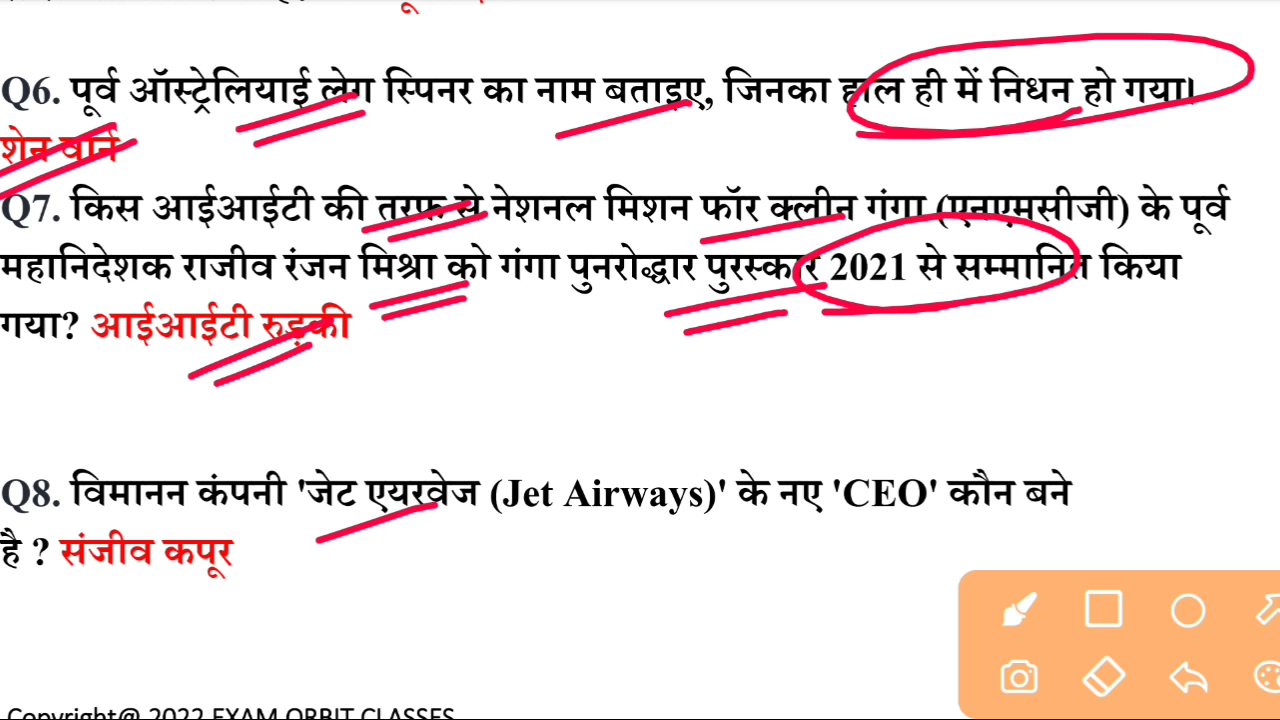 Q6. पूर्व ऑस्ट्रेलियाई लेग स्पिनर का नाम बताइए, जिनका हाल ही में निधन हो गया।
शेन वार्न
Q7. किस आईआईटी की तरफ से नेशनल मिशन फॉर क्लीन गंगा (एनएमसीजी) के पूर्व
महानिदेशक राजीव रंजन मिश्रा को गंगा पुनरोद्धार पुरस्कार 2021 से सम्मानित किया
गया? आईआईटी रुड़की
Q8. विमानन कंपनी 'जेट एयरवेज (Jet Airways)' के नए 'CEO' कौन बने
है ? संजीव कपूर
Copyright@ 2022 EXAM ORBIT CLASSES